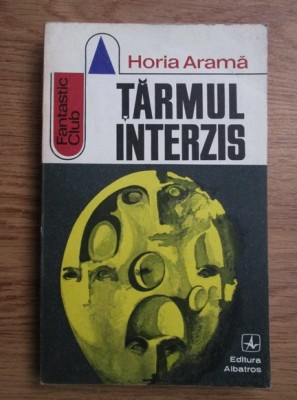 Fantastic
Club
Horia Aramă
ȚĂRMUL
INTERZIS
Editura
Albatros